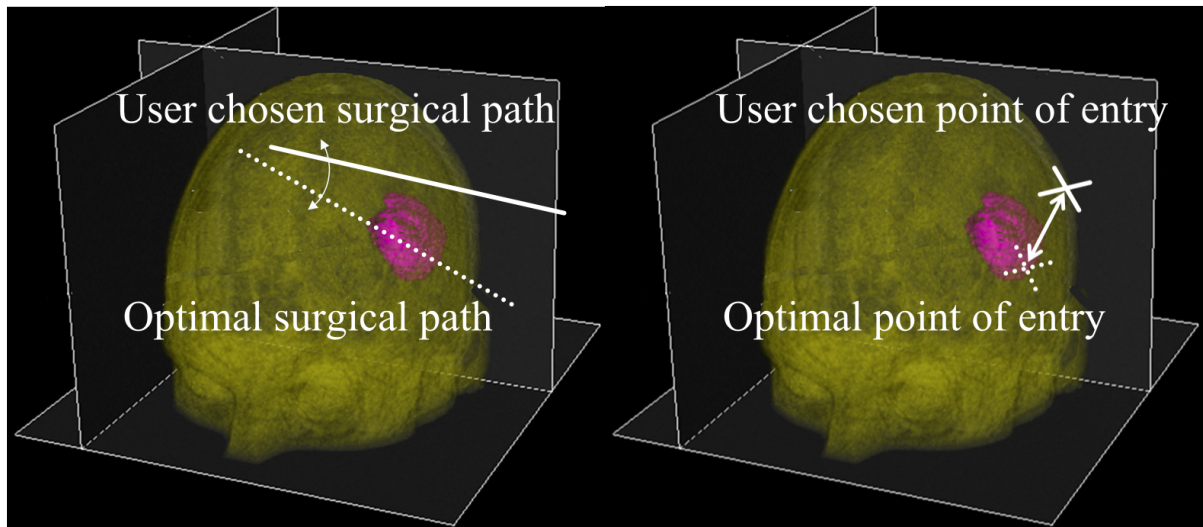 User chosen surgical path
Optimal surgical path
User chosen point of entry
Optimal point of entry